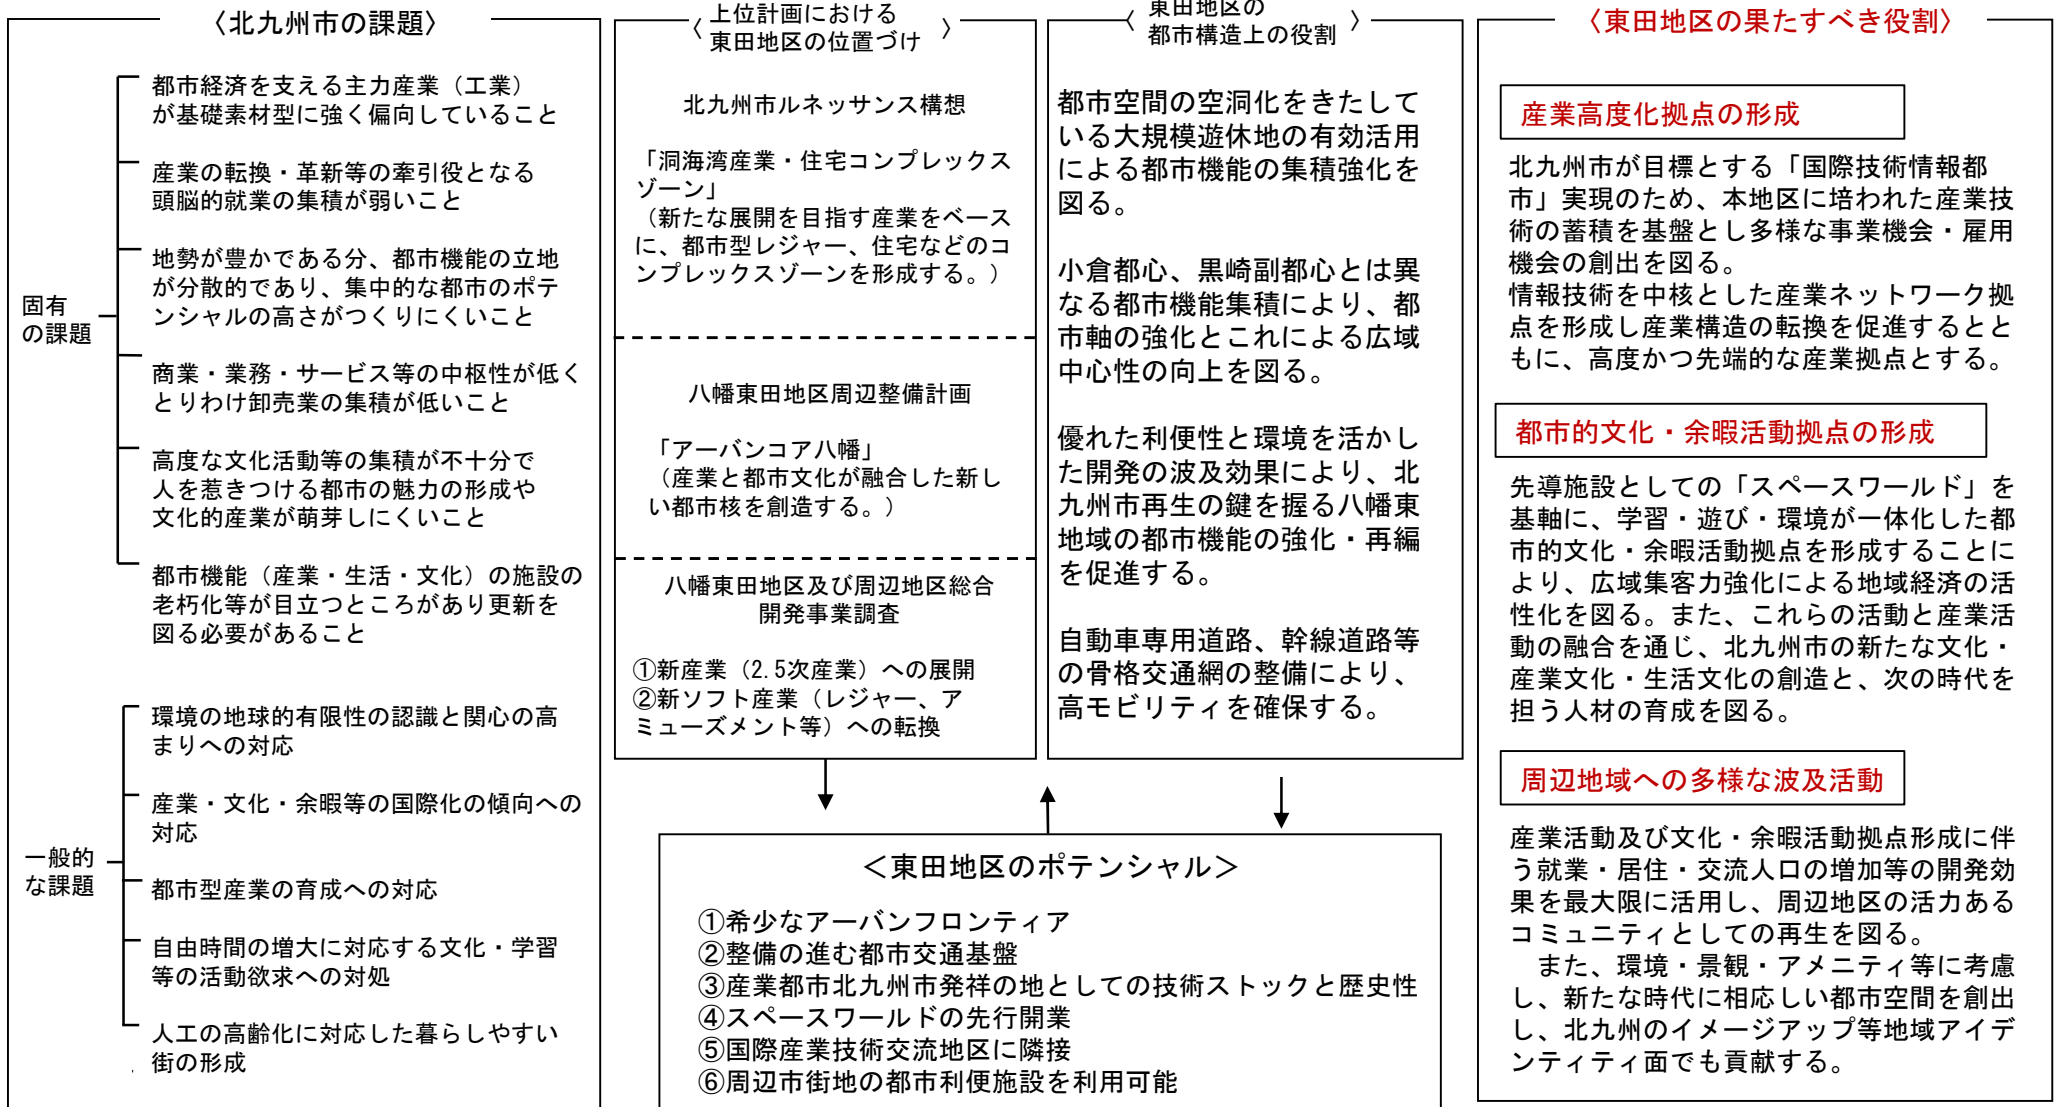 〈北九州市の課題〉
固有
の課題
都市経済を支える主力産業（工業）
が基礎素材型に強く偏向していること
産業の転換・革新等の牽引役となる
頭脳的就業の集積が弱いこと
地勢が豊かである分、都市機能の立地
が分散的であり、集中的な都市のポテ
ンシャルの高さがつくりにくいこと
商業・業務・サービス等の中枢性が低く
とりわけ卸売業の集積が低いこと
高度な文化活動等の集積が不十分で
人を惹きつける都市の魅力の形成や
文化的産業が萌芽しにくいこと
都市機能（産業・生活・文化）の施設の
老朽化等が目立つところがあり更新を
図る必要があること
一般的
な課題
環境の地球的有限性の認識と関心の高
まりへの対応
産業・文化・余暇等の国際化の傾向への
対応
都市型産業の育成への対応
自由時間の増大に対応する文化・学習
等の活動欲求への対処
人工の高齢化に対応した暮らしやすい
街の形成
〈上位計画における
東田地区の位置づけ〉
北九州市ルネッサンス構想
「洞海湾産業・住宅コンプレックス
ゾーン」
（新たな展開を目指す産業をベース
に、都市型レジャー、住宅などのコ
ンプレックスゾーンを形成する。）
八幡東田地区周辺整備計画
「アーバンコア八幡」
（産業と都市文化が融合した新し
い都市核を創造する。）
八幡東田地区及び周辺地区総合
開発事業調査
①新産業（2.5次産業）への展開
②新ソフト産業（レジャー、ア
ミューズメント等）への転換
〈東田地区の
都市構造上の役割〉
都市空間の空洞化をきたして
いる大規模遊休地の有効活用
による都市機能の集積強化を
図る。
小倉都心、黒崎副都心とは異
なる都市機能集積により、都
市軸の強化とこれによる広域
中心性の向上を図る。
優れた利便性と環境を活かし
た開発の波及効果により、北
九州市再生の鍵を握る八幡東
地域の都市機能の強化・再編
を促進する。
自動車専用道路、幹線道路等
の骨格交通網の整備により、
高モビリティを確保する。
＜東田地区のポテンシャル＞
①希少なアーバンフロンティア
②整備の進む都市交通基盤
③産業都市北九州市発祥の地としての技術ストックと歴史性
④スペースワールドの先行開業
⑤国際産業技術交流地区に隣接
⑥周辺市街地の都市利便施設を利用可能
〈東田地区の果たすべき役割〉
産業高度化拠点の形成
北九州市が目標とする「国際技術情報都
市」実現のため、本地区に培われた産業技
術の蓄積を基盤とし多様な事業機会・雇用
機会の創出を図る。
情報技術を中核とした産業ネットワーク拠
点を形成し産業構造の転換を促進するとと
もに、高度かつ先端的な産業拠点とする。
都市的文化・余暇活動拠点の形成
先導施設としての「スペースワールド」を
基軸に、学習・遊び・環境が一体化した都
市的文化・余暇活動拠点を形成することに
より、広域集客力強化による地域経済の活
性化を図る。また、これらの活動と産業活
動の融合を通じ、北九州市の新たな文化・
産業文化・生活文化の創造と、次の時代を
担う人材の育成を図る。
周辺地域への多様な波及活動
産業活動及び文化・余暇活動拠点形成に伴
う就業・居住・交流人口の増加等の開発効
果を最大限に活用し、周辺地区の活力ある
コミュニティとしての再生を図る。
また、環境・景観・アメニティ等に考慮
し、新たな時代に相応しい都市空間を創出
し、北九州のイメージアップ等地域アイデ
ンティティ面でも貢献する。